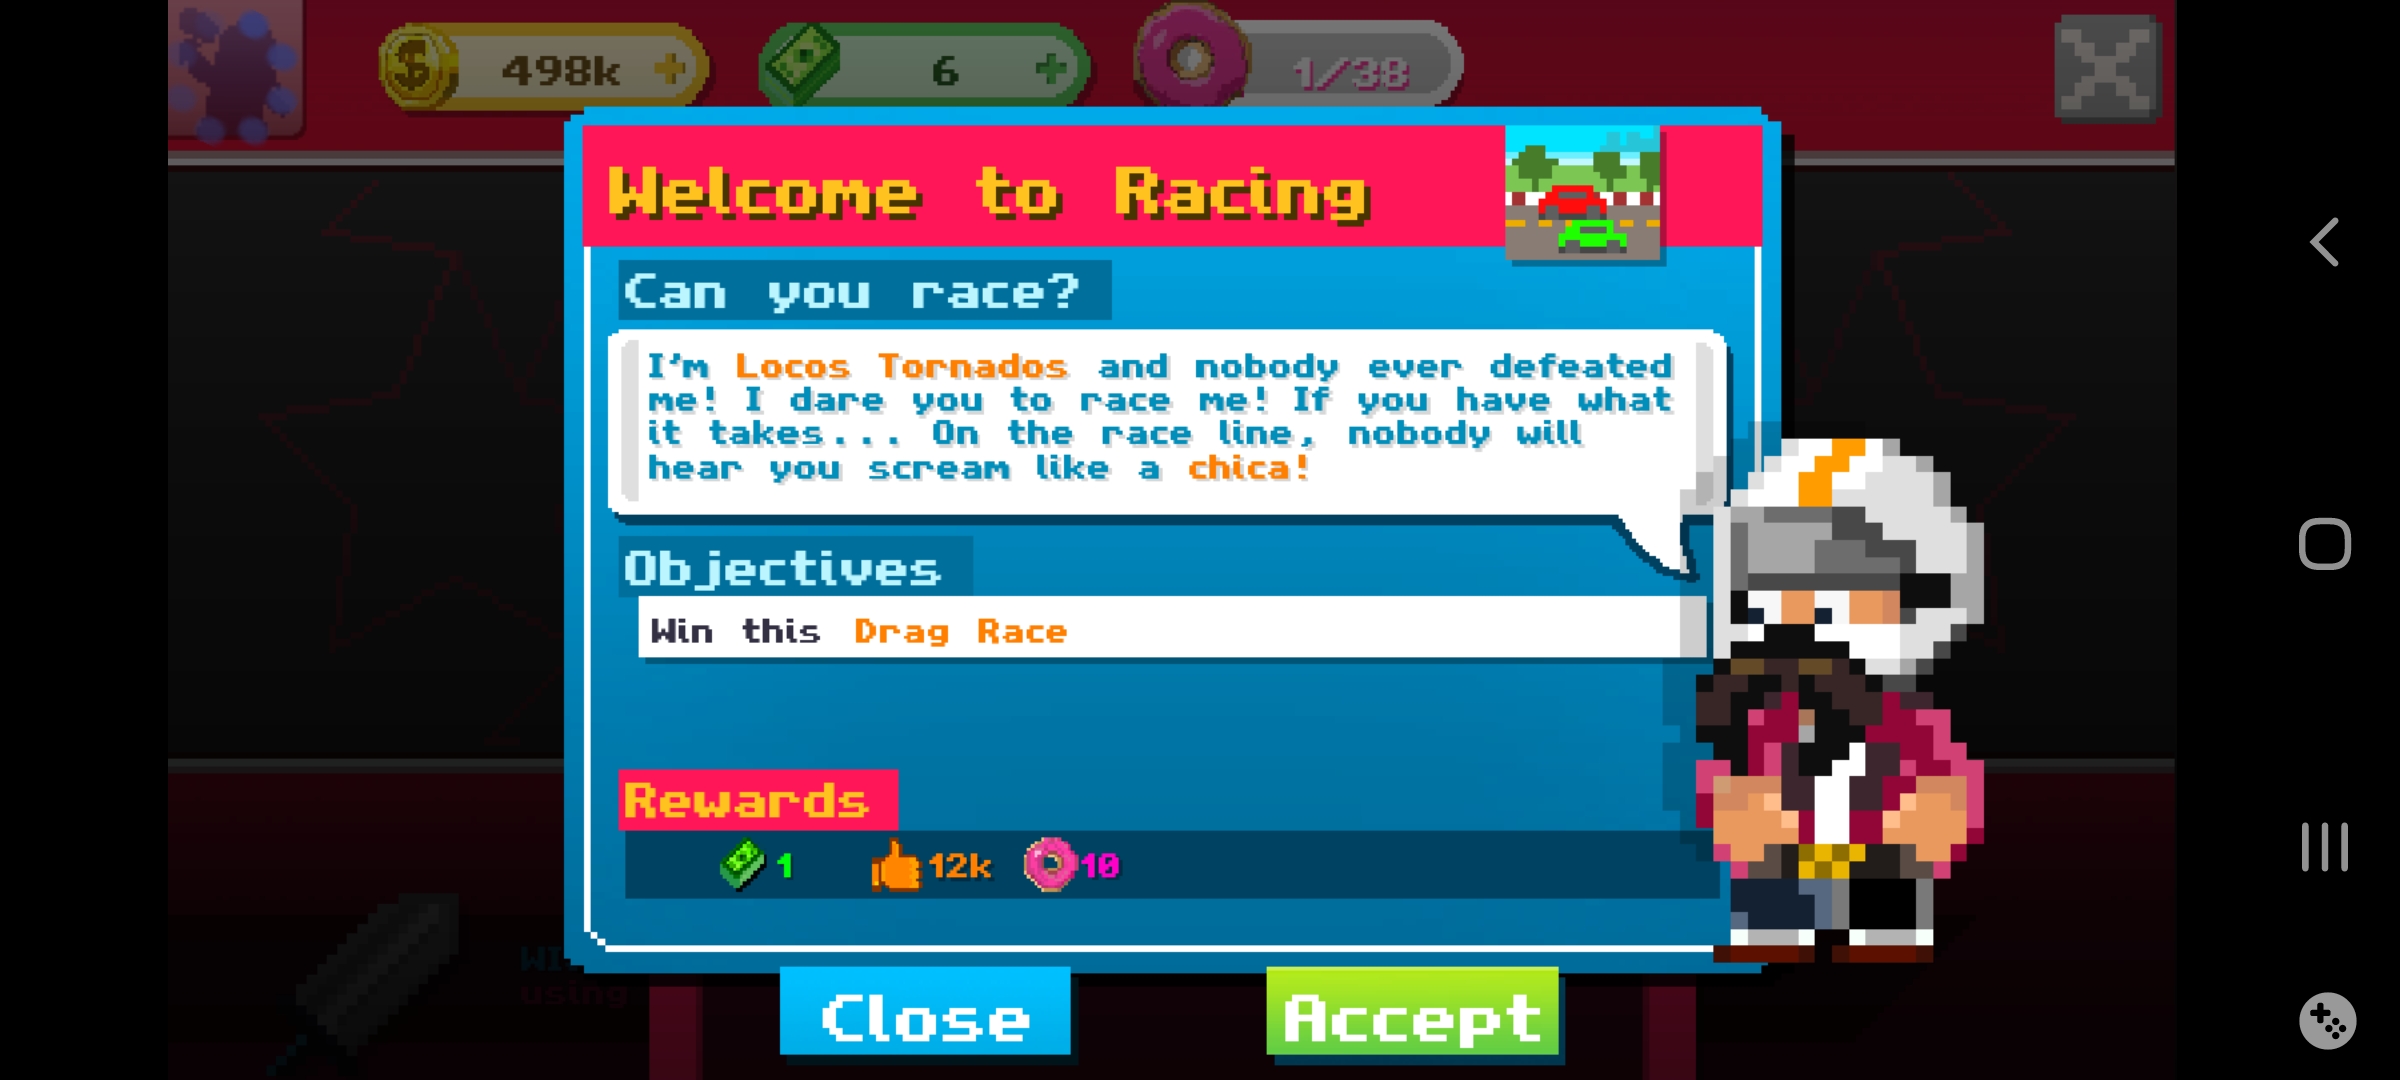 498k +
6 +
1/38
Welcome to Racing
Can you race?
I'm Locos Tornados and nobody ever defeated
me! I dare you to race me! If you have what
it takes... On the race line, nobody will
hear you scream like a chica!
Objectives
Win this Drag Race
Rewards
1 12k 10
using
Close Accept